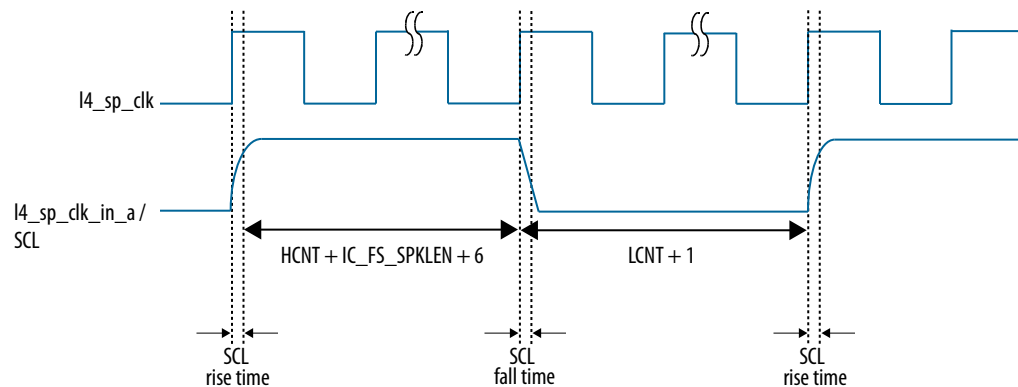 l4_sp_clk
l4_sp_clk_in_a /
SCL
HCNT + IC_FS_SPKLEN + 6
LCNT + 1
SCL
rise time
SCL
fall time
SCL
rise time